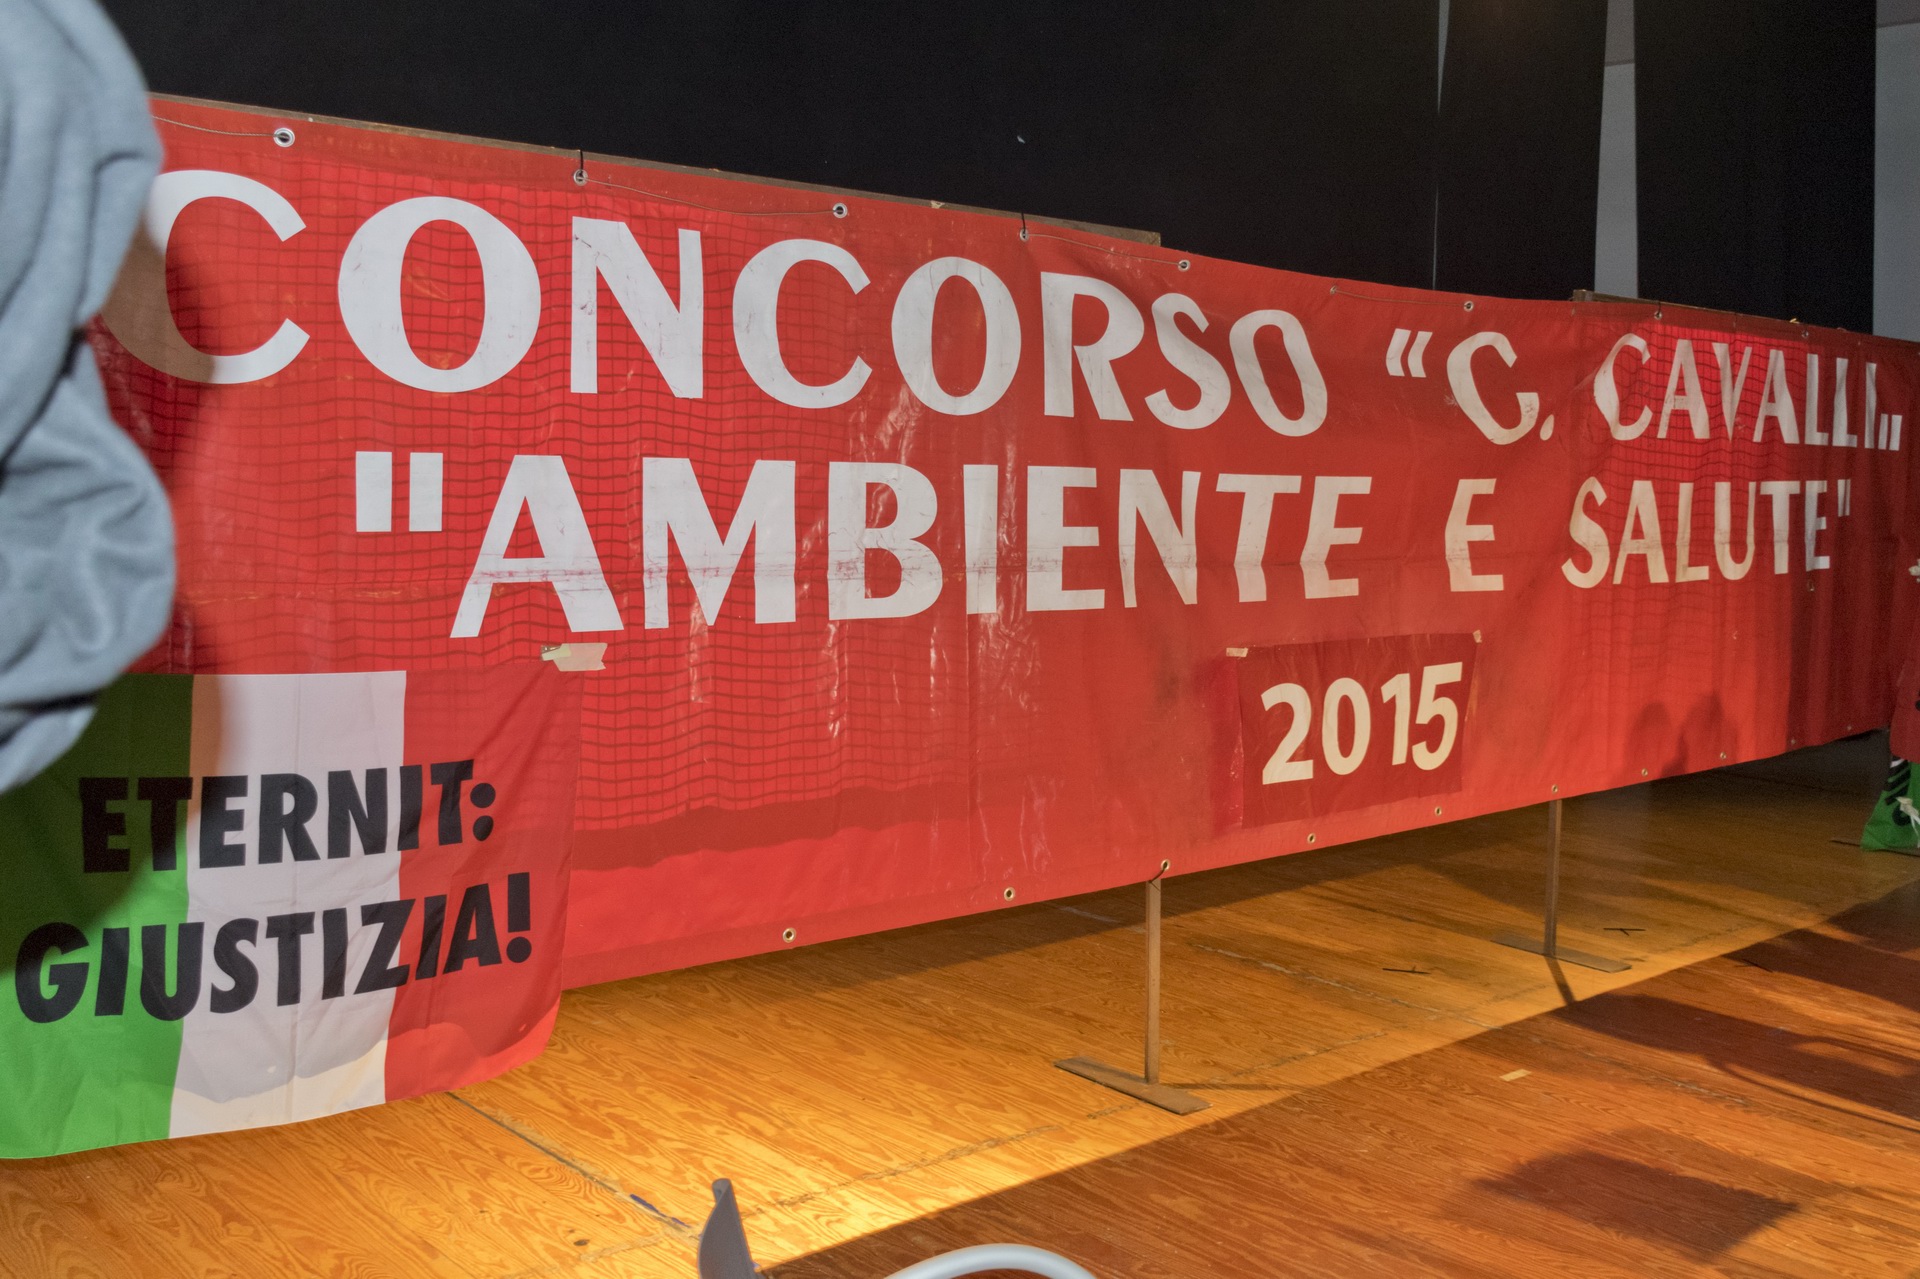 CONCORSO “G. CAVALLI„
"AMBIENTE E SALUTE"
2015
ETERNIT:
GIUSTIZIA!